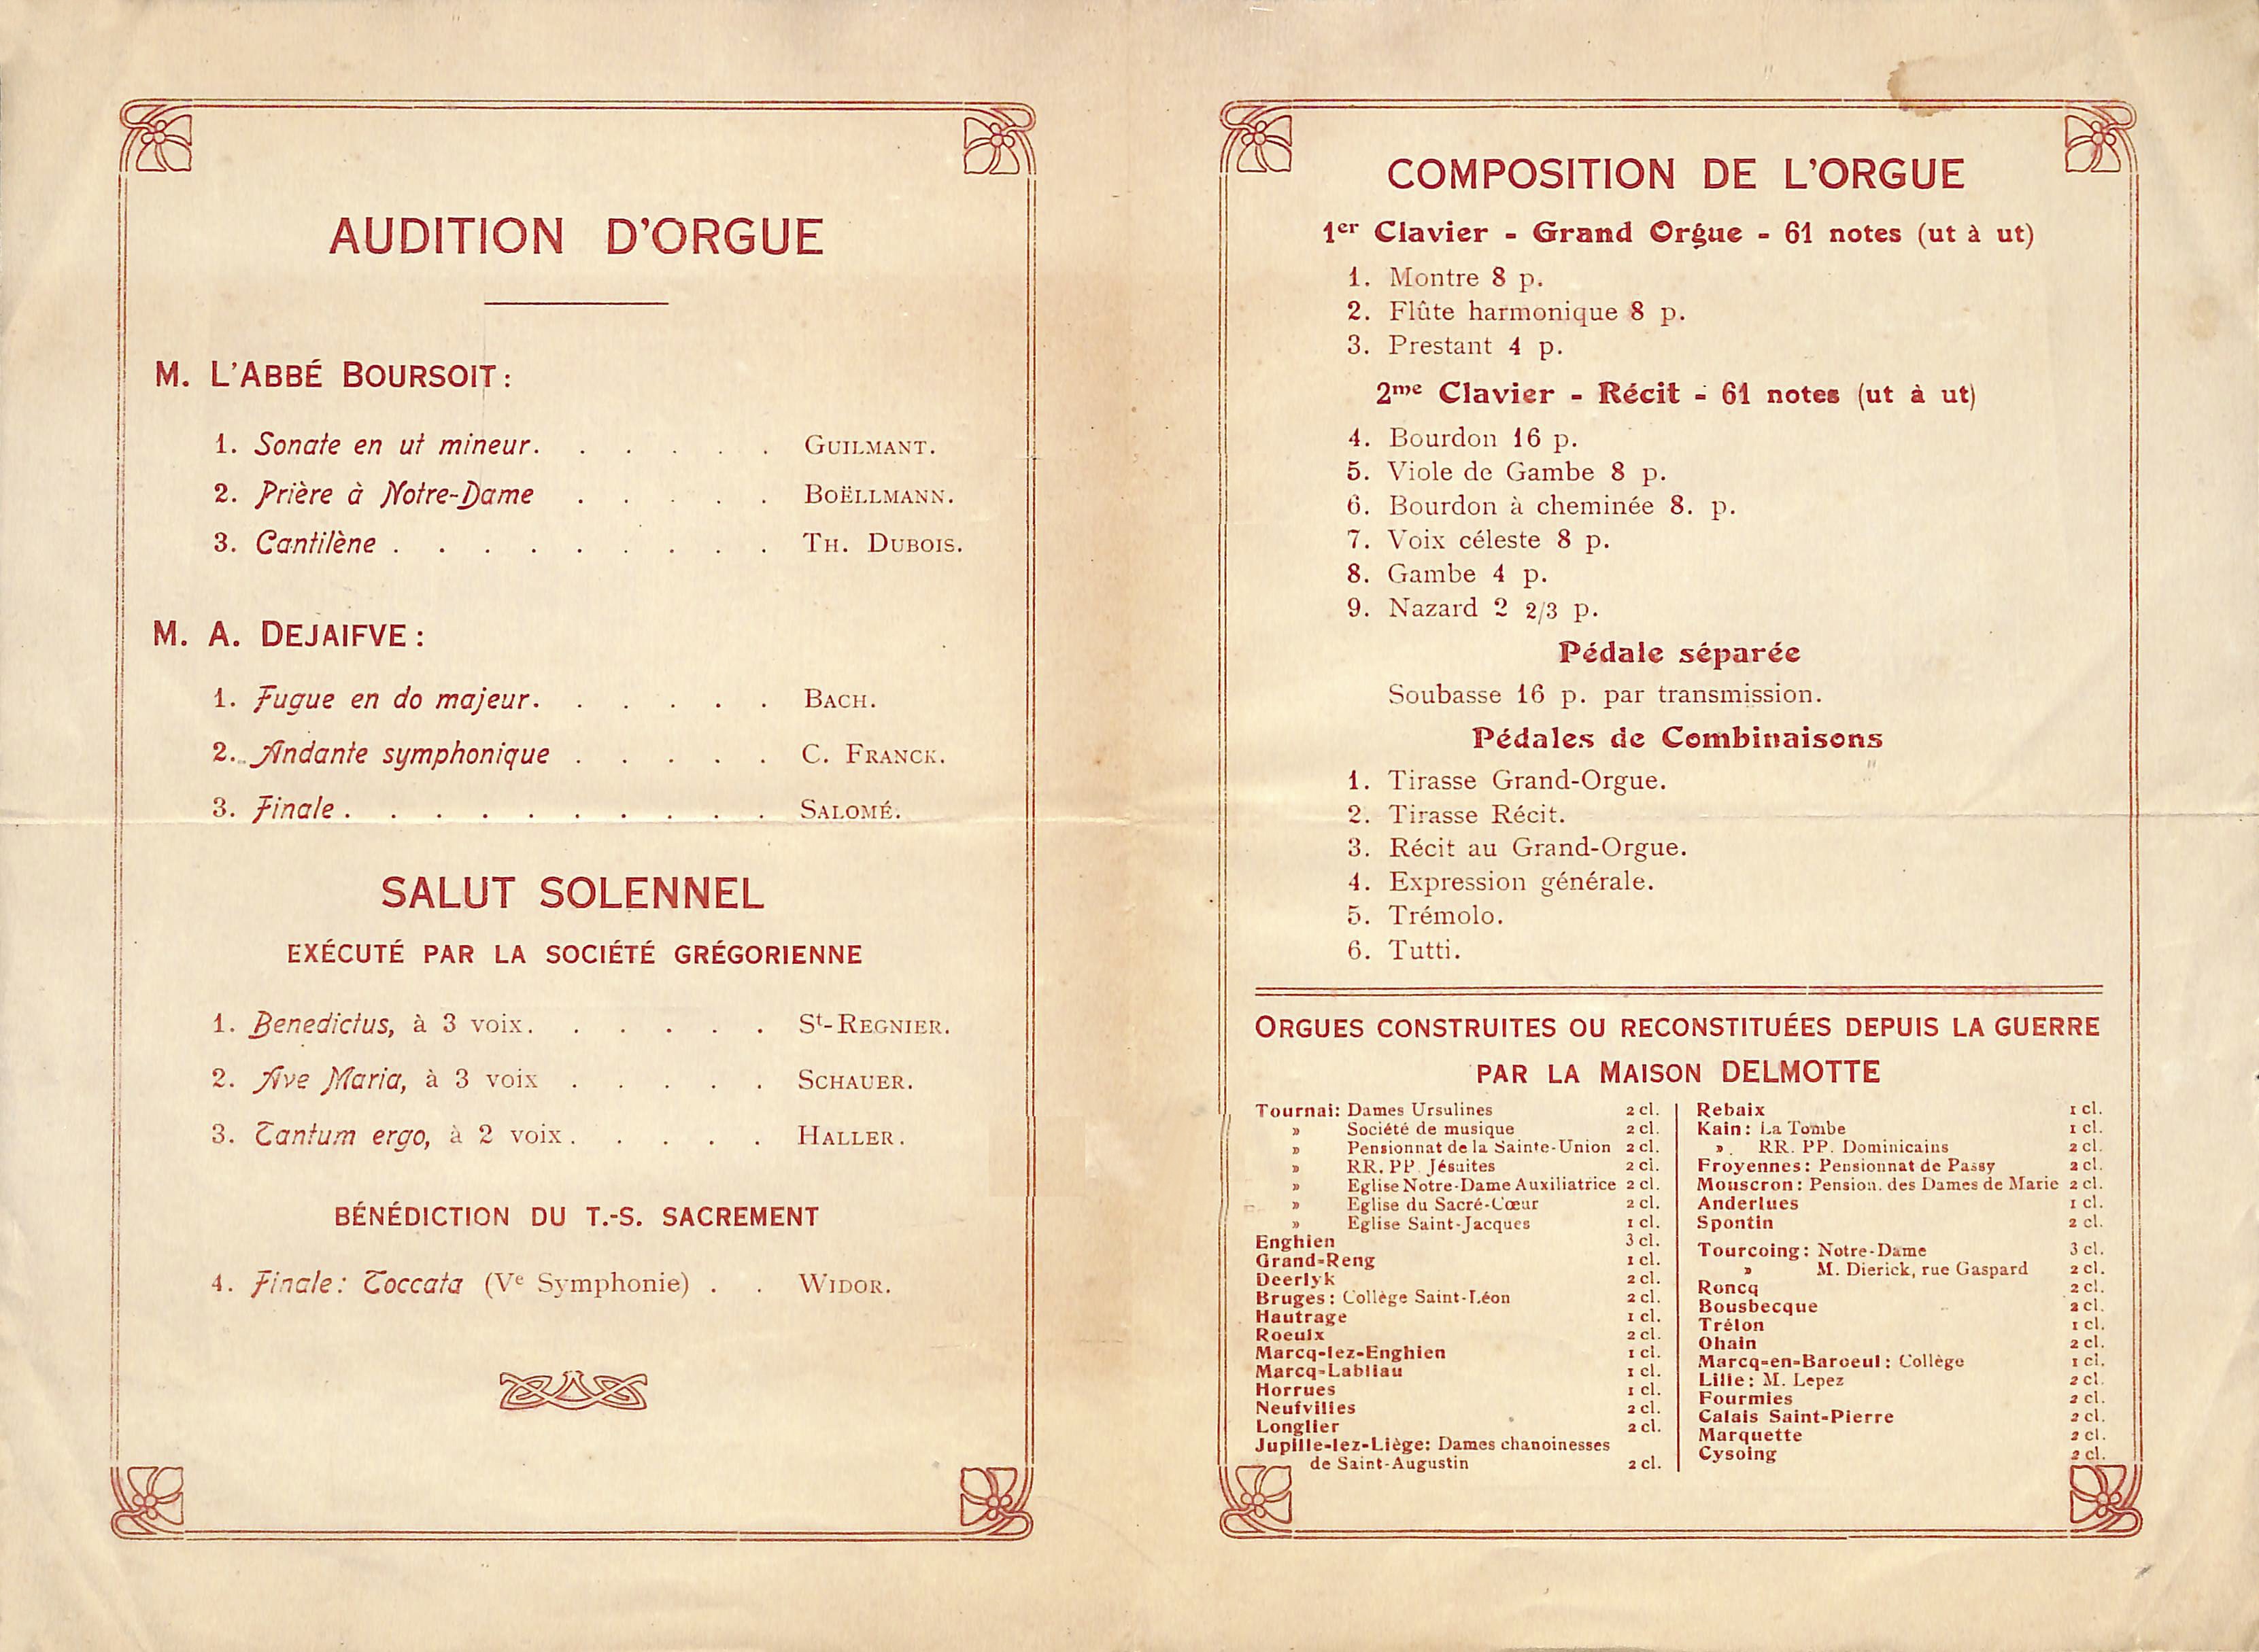 AUDITION D'ORGUE
M. L'ABBÉ BOURSOIT :
1. Sonate en ut mineur. . . . . . GUILMANT.
2. Prière à Notre-Dame . . . . . BOËLLMANN.
3. Cantilène . . . . . . . . . TH. DUBOIS.
M. A. DEJAIFVE :
1. Fugue en do majeur. . . . . . BACH.
2. Andante symphonique . . . . . C. FRANCK.
3. Finale . . . . . . . . . . SALOMÉ.
SALUT SOLENNEL
EXÉCUTÉ PAR LA SOCIÉTÉ GRÉGORIENNE
1. Benedictus, à 3 voix. . . . . . St-REGNIER.
2. Ave Maria, à 3 voix . . . . . SCHAUER.
3. Tantum ergo, à 2 voix . . . . . HALLER.
BÉNÉDICTION DU T.-S. SACREMENT
4. Finale : Toccata (Ve Symphonie) . . WIDOR.
COMPOSITION DE L'ORGUE
1er Clavier - Grand Orgue - 61 notes (ut à ut)
1. Montre 8 p.
2. Flûte harmonique 8 p.
3. Prestant 4 p.
2me Clavier - Récit - 61 notes (ut à ut)
4. Bourdon 16 p.
5. Viole de Gambe 8 p.
6. Bourdon à cheminée 8. p.
7. Voix céleste 8 p.
8. Gambe 4 p.
9. Nazard 2 2/3 p.
Pédale séparée
Soubasse 16 p. par transmission.
Pédales de Combinaisons
1. Tirasse Grand-Orgue.
2. Tirasse Récit.
3. Récit au Grand-Orgue.
4. Expression générale.
5. Trémolo.
6. Tutti.
ORGUES CONSTRUITES OU RECONSTITUÉES DEPUIS LA GUERRE
PAR LA MAISON DELMOTTE
Tournai : Dames Ursulines 2 cl.
» Société de musique 2 cl.
» Pensionnat de la Sainte-Union 2 cl.
» RR. PP. Jésuites 2 cl.
» Eglise Notre-Dame Auxiliatrice 2 cl.
» Eglise du Sacré-Cœur 2 cl.
» Eglise Saint-Jacques 1 cl.
Enghien 3 cl.
Grand-Reng 1 cl.
Deerlyk 2 cl.
Bruges : Collège Saint-Léon 2 cl.
Hautrage 1 cl.
Roeulx 2 cl.
Marcq-lez-Enghien 1 cl.
Marcq-Labliau 1 cl.
Horrues 1 cl.
Neufvilles 2 cl.
Longlier 2 cl.
Jupille-lez-Liège : Dames chanoinesses
de Saint-Augustin 2 cl.
Rebaix 1 cl.
Kain : La Tombe 1 cl.
» RR. PP. Dominicains 2 cl.
Froyennes : Pensionnat de Passy 2 cl.
Mouscron : Pension. des Dames de Marie 2 cl.
Anderlues 1 cl.
Spontin 2 cl.
Tourcoing : Notre-Dame 3 cl.
» M. Dierick, rue Gaspard 2 cl.
Roncq 2 cl.
Bousbecque 2 cl.
Trélon 1 cl.
Ohain 2 cl.
Marcq-en-Baroeul : Collège 1 cl.
Lille : M. Lepez 2 cl.
Fourmies 2 cl.
Calais Saint-Pierre 2 cl.
Marquette 2 cl.
Cysoing 2 cl.